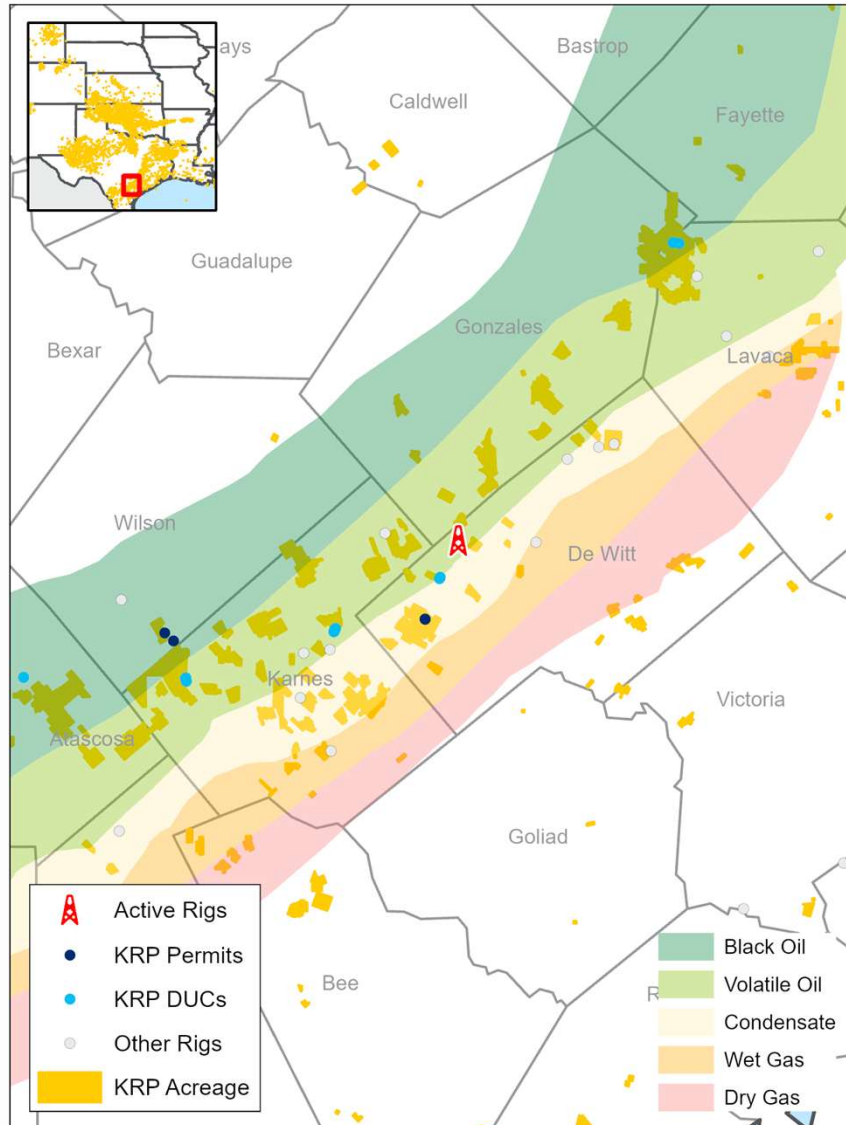 ays
Bastrop
Caldwell
Fayette
Guadalupe
Gonzales
Bexar
Lavaca
Wilson
De Witt
Karnes
Victoria
Atascosa
Goliad
Bee
R
Active Rigs
KRP Permits
KRP DUCs
Other Rigs
KRP Acreage
Black Oil
Volatile Oil
Condensate
Wet Gas
Dry Gas